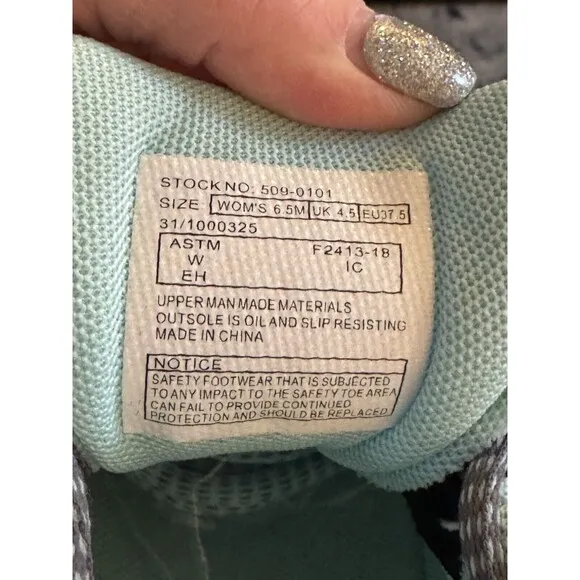 STOCK NO. 509-0101
SIZE WOM'S 6.5M UK 4.5 EU37.5
31/1000325
ASTM F2413-18
W IC
EH
UPPER MAN MADE MATERIALS
OUTSOLE IS OIL AND SLIP RESISTING
MADE IN CHINA
NOTICE
SAFETY FOOTWEAR THAT IS SUBJECTED
TO ANY IMPACT TO THE SAFETY TOE AREA
CAN FAIL TO PROVIDE CONTINUED
PROTECTION AND SHOULD BE REPLACED